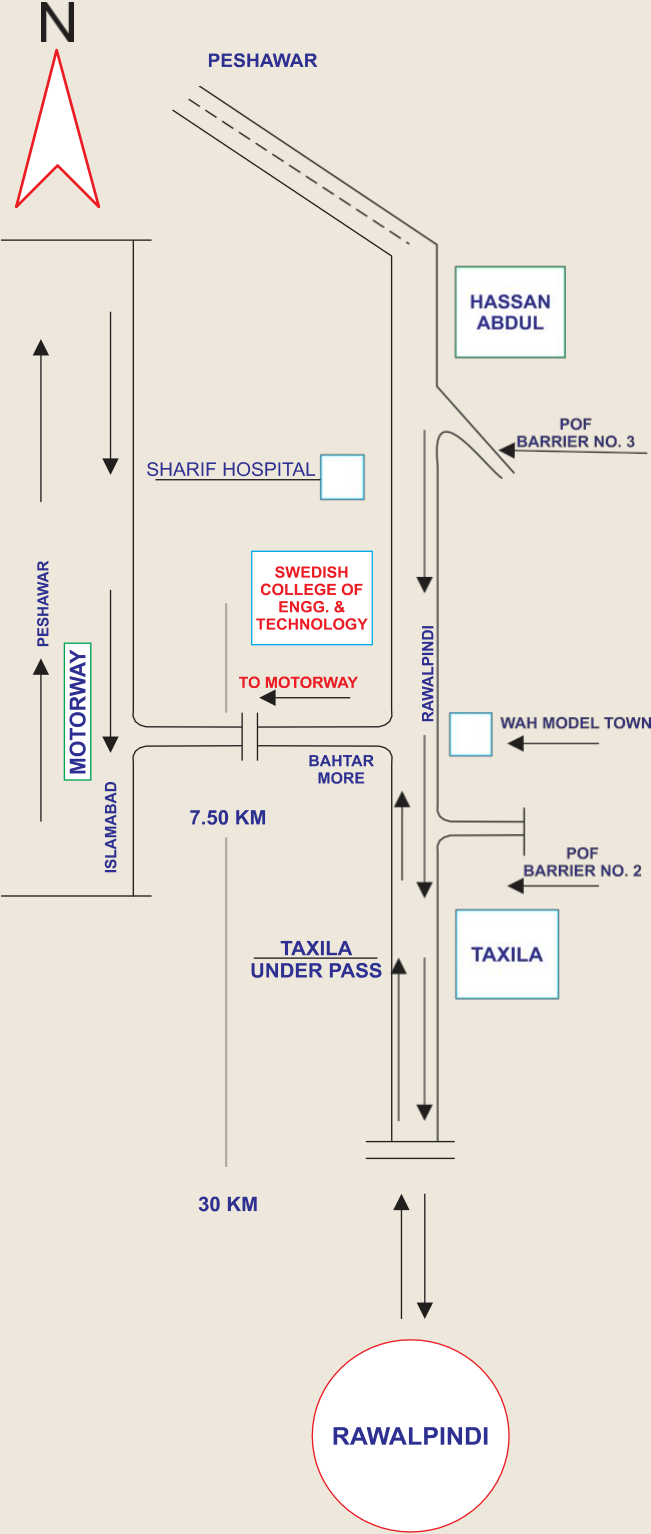 N
PESHAWAR
HASSAN
ABDUL
POF
BARRIER NO. 3
SHARIF HOSPITAL
SWEDISH
COLLEGE OF
ENGG. &
TECHNOLOGY
PESHAWAR
MOTORWAY
ISLAMABAD
TO MOTORWAY
RAWALPINDI
WAH MODEL TOWN
BAHTAR
MORE
7.50 KM
POF
BARRIER NO. 2
TAXILA
UNDER PASS
TAXILA
30 KM
RAWALPINDI